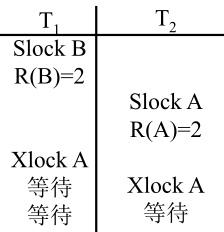 T1 T2
Slock B
R(B)=2
Slock A
R(A)=2
Xlock A
等待 Xlock A
等待 等待